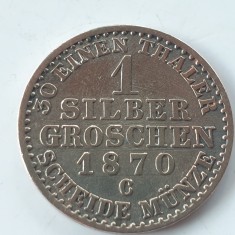 30 EINEN THALER
1
SILBER
GROSCHEN
1870
C
SCHEIDE MÜNZE